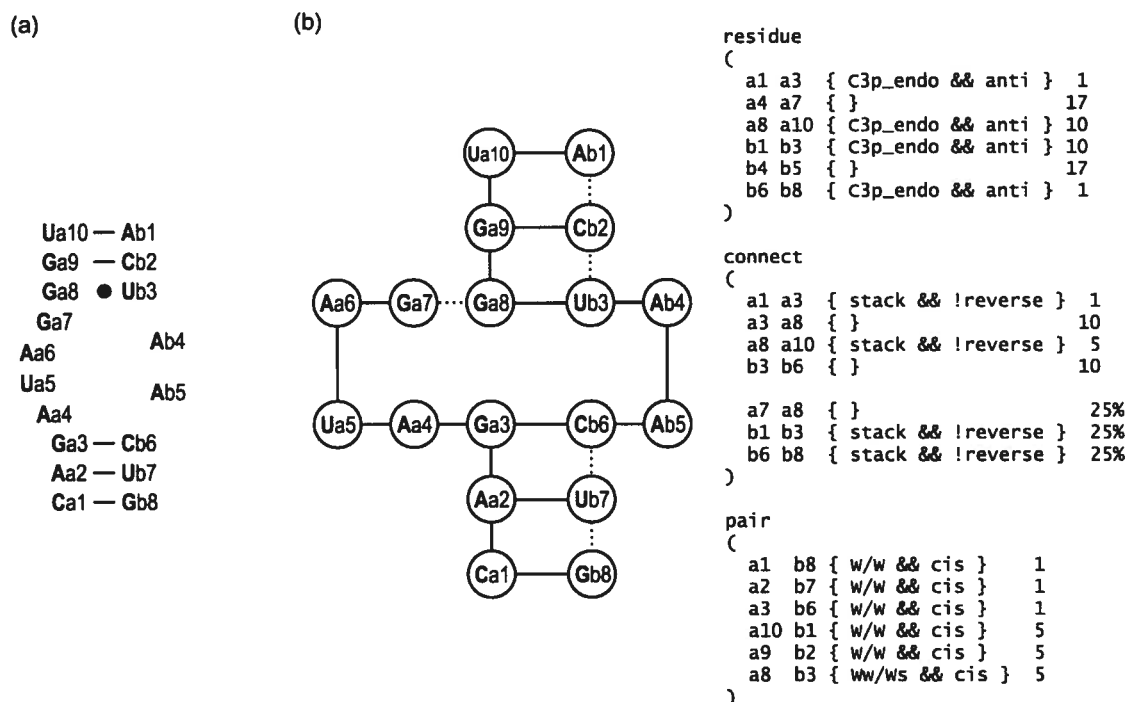 (a)
Ua10 — Ab1
Ga9 — Cb2
Ga8 ● Ub3
Ga7
Ab4
Aa6
Ua5
Ab5
Aa4
Ga3 — Cb6
Aa2 — Ub7
Ca1 — Gb8
(b)
Ua10 Ab1
Ga9 Cb2
Aa6 Ga7 Ga8 Ub3 Ab4
Ua5 Aa4 Ga3 Cb6 Ab5
Aa2 Ub7
Ca1 Gb8
residue
(
a1 a3 { C3p_endo && anti } 1
a4 a7 { } 17
a8 a10 { C3p_endo && anti } 10
b1 b3 { C3p_endo && anti } 10
b4 b5 { } 17
b6 b8 { C3p_endo && anti } 1
)
connect
(
a1 a3 { stack && !reverse } 1
a3 a8 { } 10
a8 a10 { stack && !reverse } 5
b3 b6 { } 10
a7 a8 { } 25%
b1 b3 { stack && !reverse } 25%
b6 b8 { stack && !reverse } 25%
)
pair
(
a1 b8 { W/W && cis } 1
a2 b7 { W/W && cis } 1
a3 b6 { W/W && cis } 1
a10 b1 { W/W && cis } 5
a9 b2 { W/W && cis } 5
a8 b3 { Ww/Ws && cis } 5
)